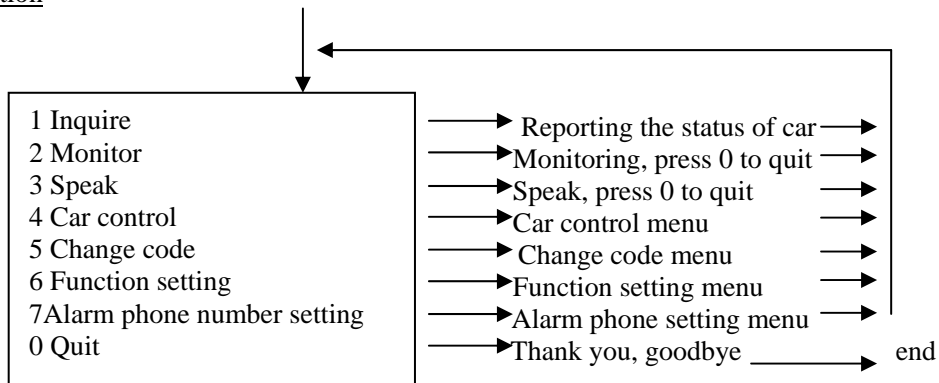 tion
1 Inquire
2 Monitor
3 Speak
4 Car control
5 Change code
6 Function setting
7Alarm phone number setting
0 Quit
Reporting the status of car
Monitoring, press 0 to quit
Speak, press 0 to quit
Car control menu
Change code menu
Function setting menu
Alarm phone setting menu
Thank you, goodbye
end